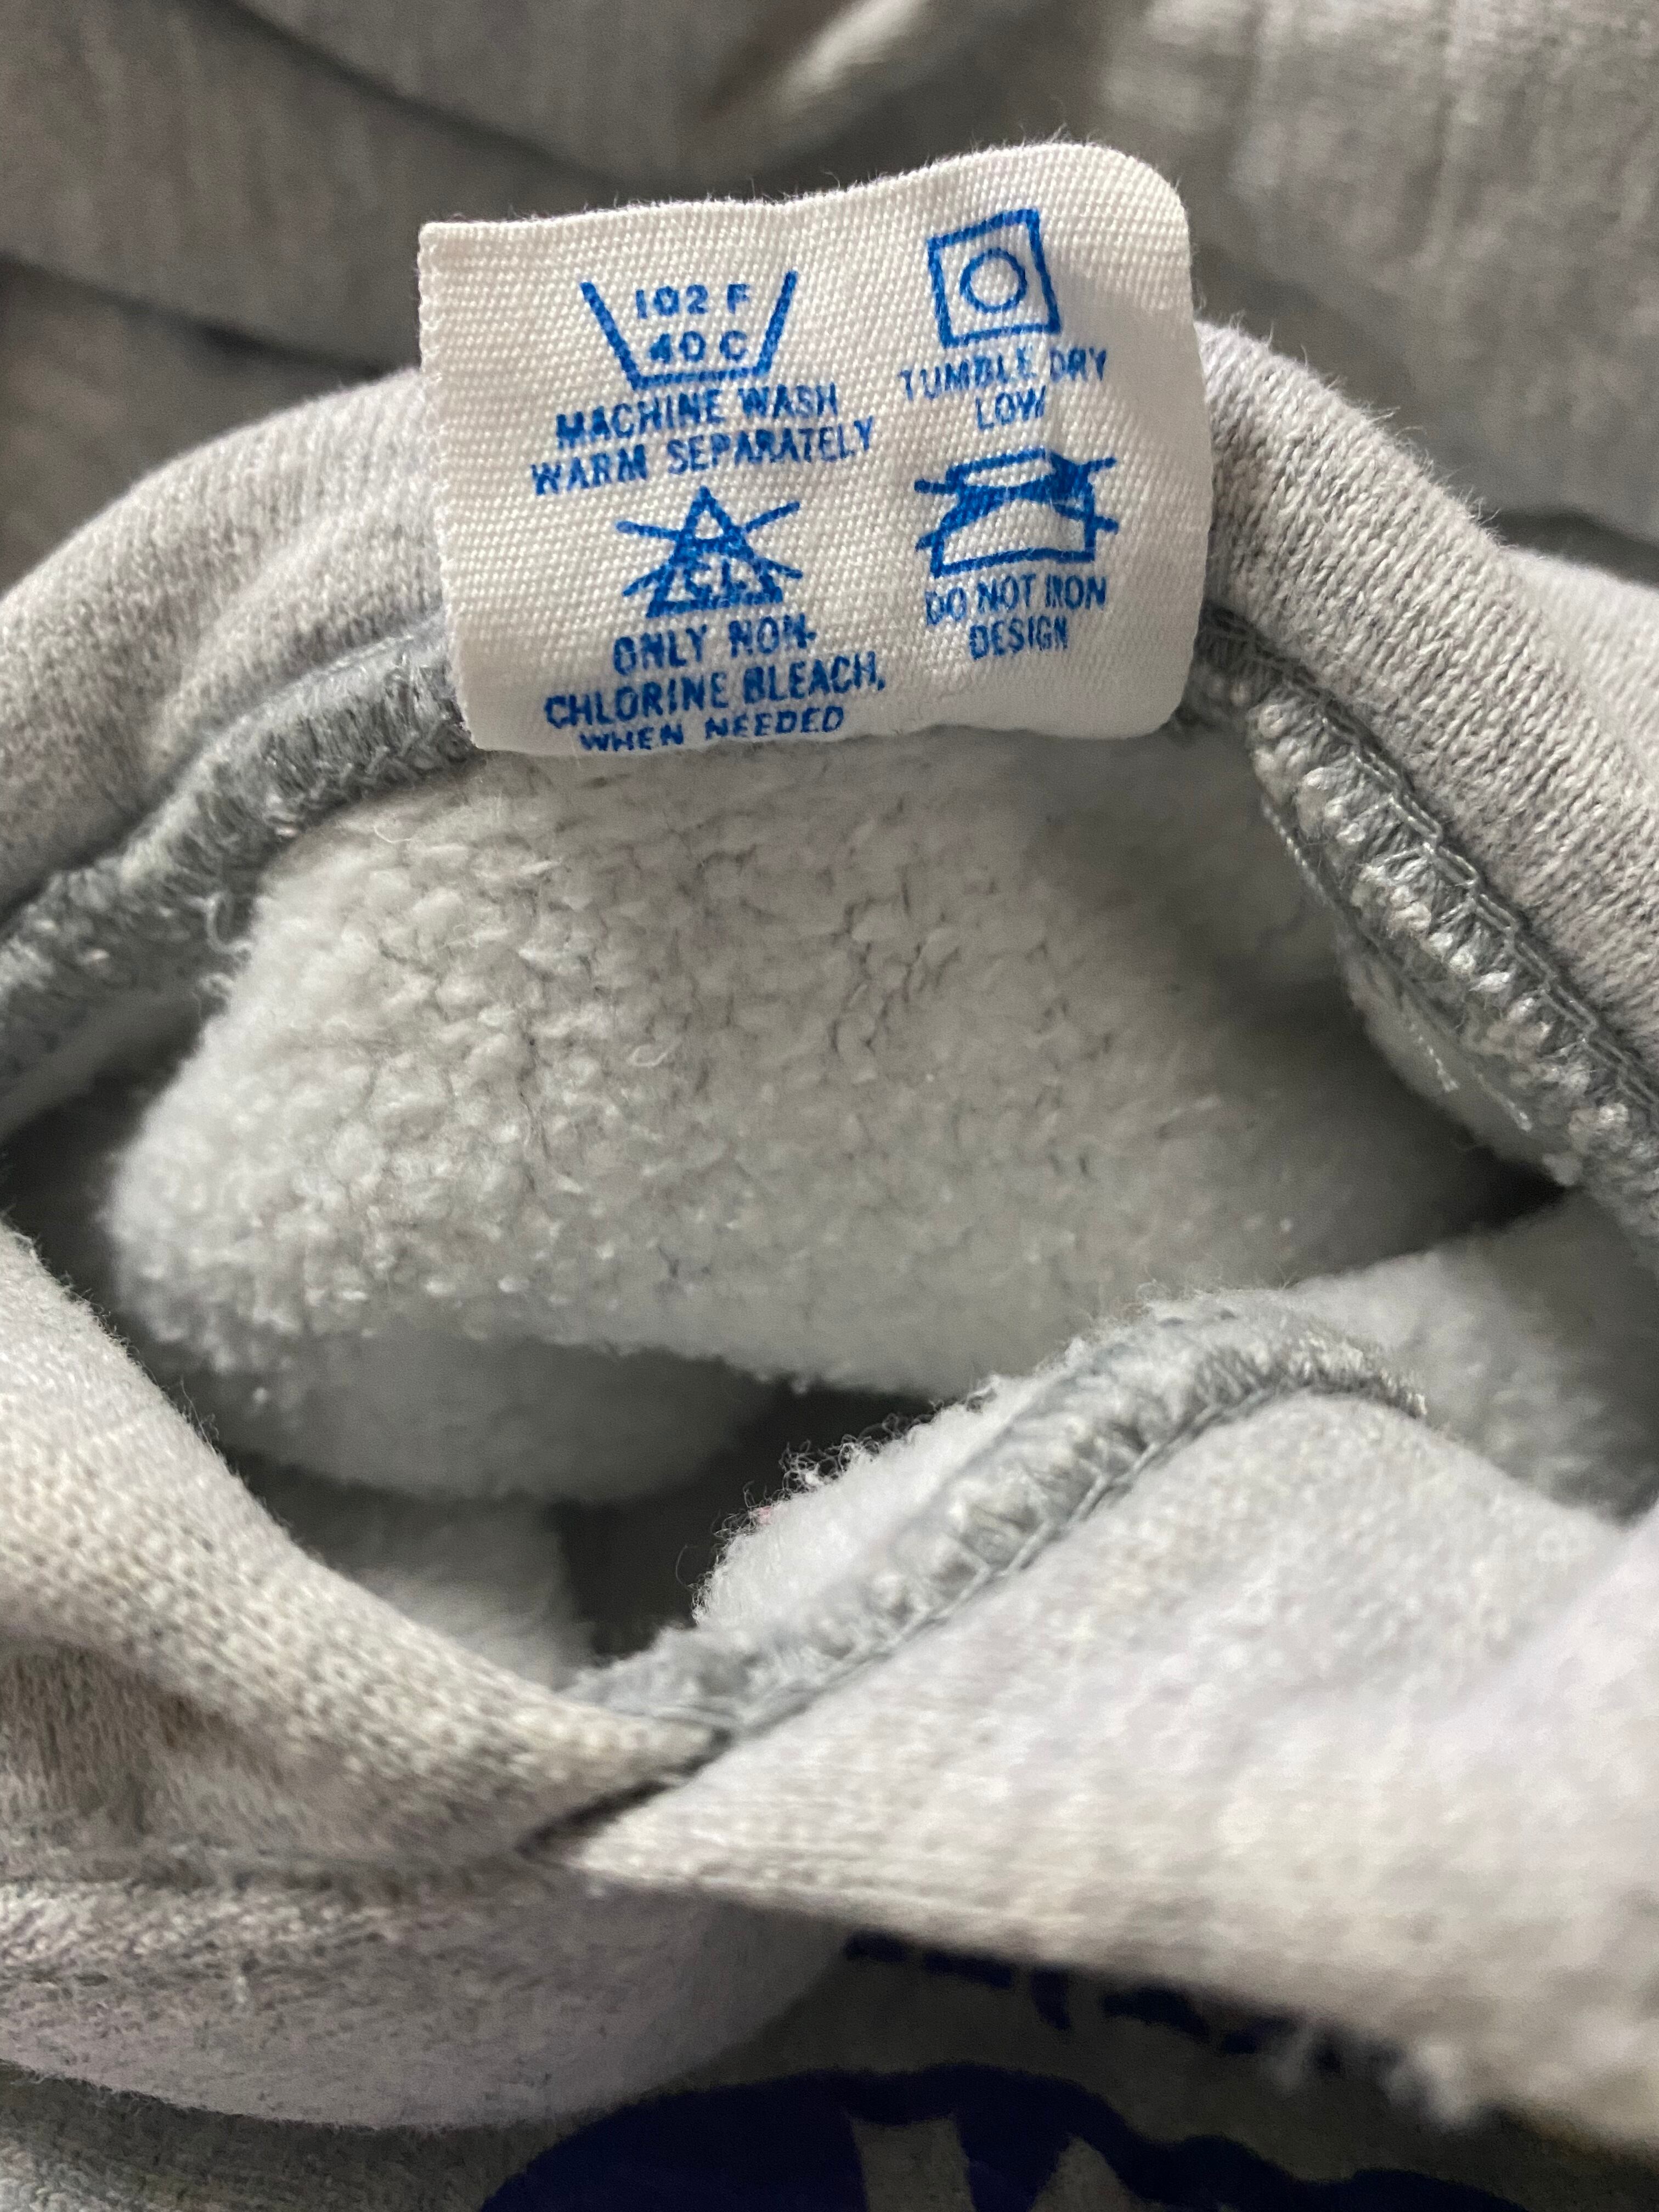 102 F
40 C
MACHINE WASH
WARM SEPARATELY
CL
ONLY NON-
CHLORINE BLEACH,
WHEN NEEDED
TUMBLE DRY
LOW
DO NOT IRON
DESIGN